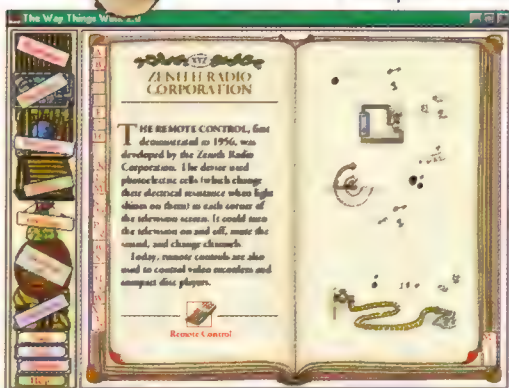 The Way Things Work 2.0
XYZ
ZENITH RADIO
CORPORATION
THE REMOTE CONTROL, first
demonstrated in 1956, was
developed by the Zenith Radio
Corporation. The device used
photoelectric cells (which change
their electrical resistance when light
shines on them) in each corner of
the television screen. It could turn
the television on and off, mute the
sound, and change channels.
Today, remote controls are also
used to control video recorders and
compact disc players.
Remote Control
Help